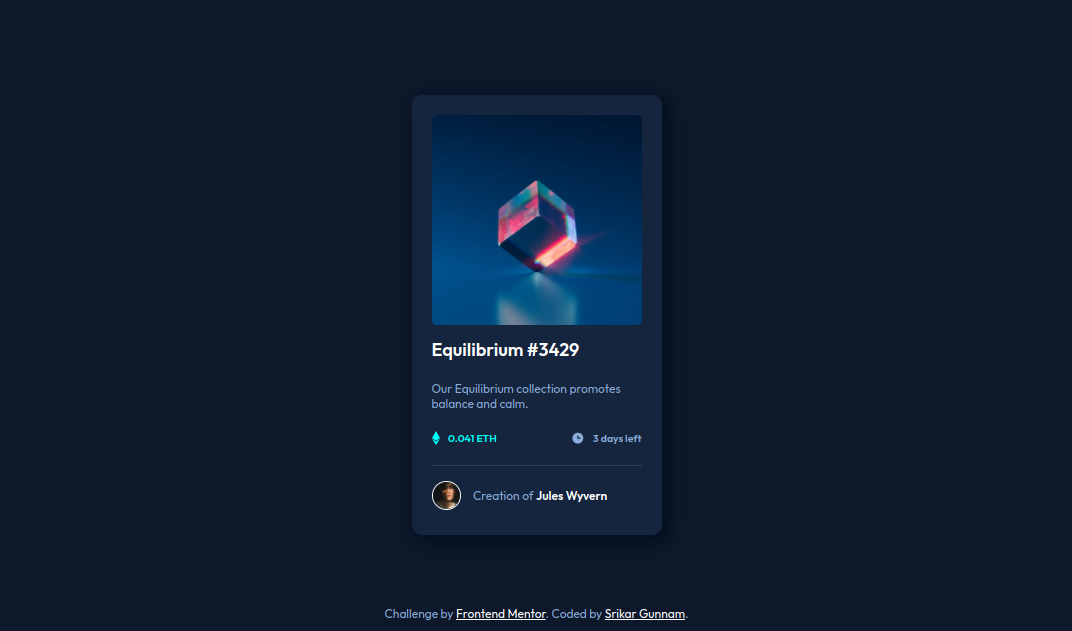 Equilibrium #3429
Our Equilibrium collection promotes
balance and calm.
0.041 ETH
3 days left
Creation of Jules Wyvern
Challenge by Frontend Mentor. Coded by Srikar Gunnam.